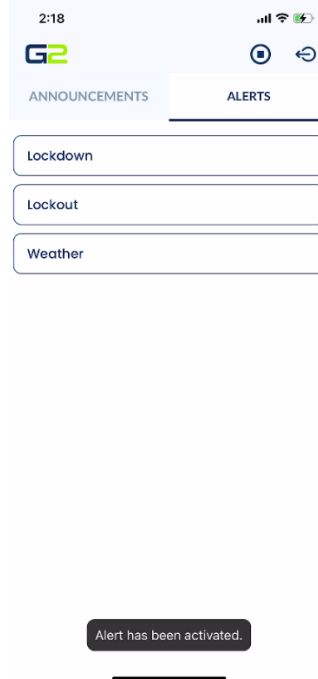 2:18
G2
ANNOUNCEMENTS
ALERTS
Lockdown
Lockout
Weather
Alert has been activated.